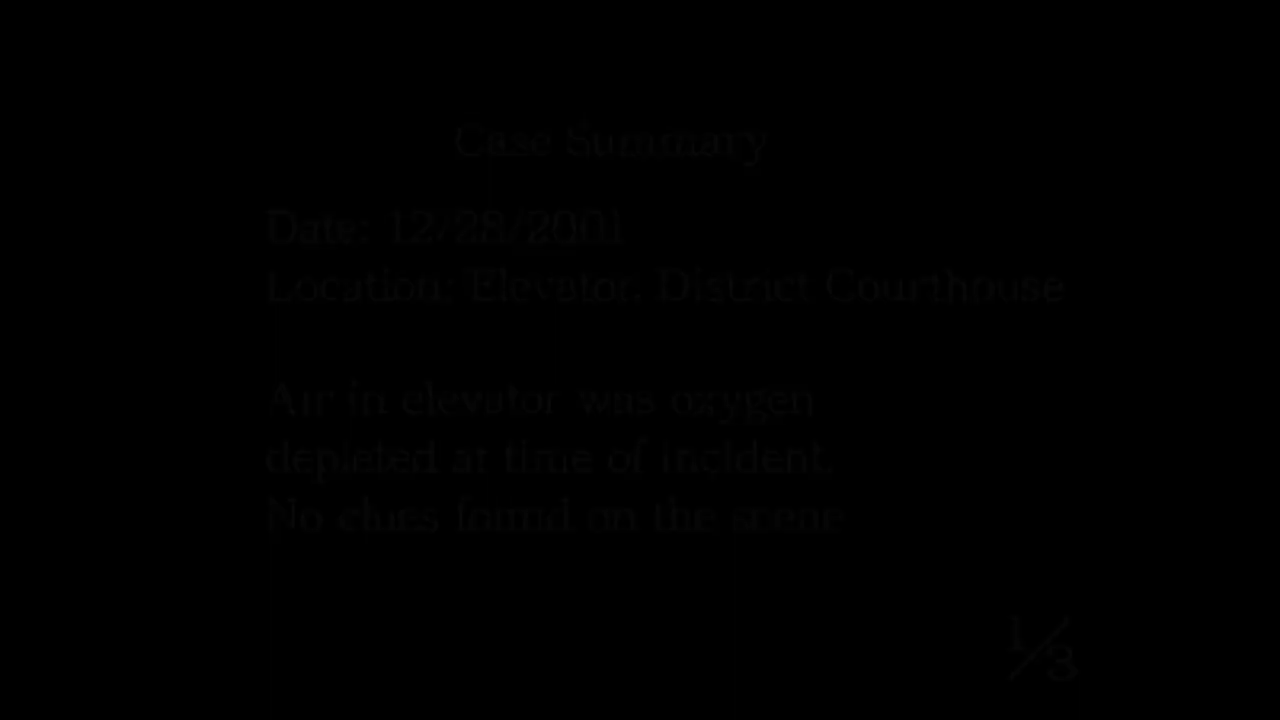 Case Summary
Date: 12/28/2001
Location: Elevator, District Courthouse
Air in elevator was oxygen
depleted at time of incident.
No clues found on the scene
1/3